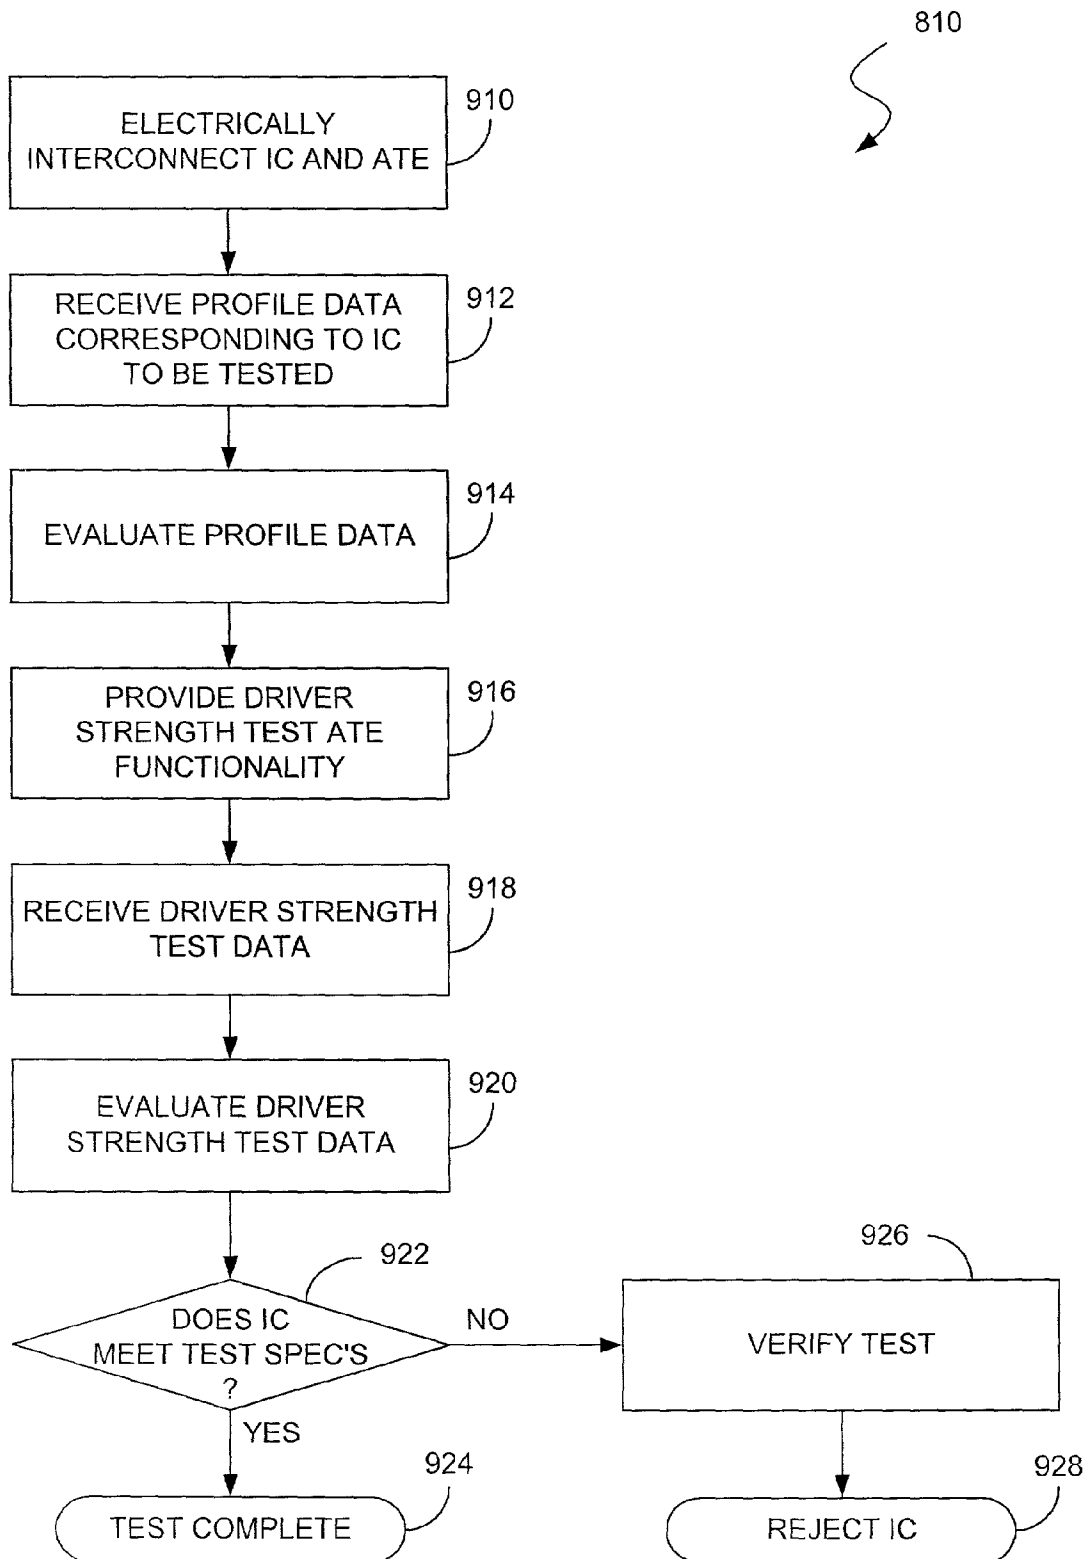 810
910
ELECTRICALLY
INTERCONNECT IC AND ATE
912
RECEIVE PROFILE DATA
CORRESPONDING TO IC
TO BE TESTED
914
EVALUATE PROFILE DATA
916
PROVIDE DRIVER
STRENGTH TEST ATE
FUNCTIONALITY
918
RECEIVE DRIVER STRENGTH
TEST DATA
920
EVALUATE DRIVER
STRENGTH TEST DATA
922
DOES IC
MEET TEST SPEC'S
?
NO
926
VERIFY TEST
YES
924
TEST COMPLETE
928
REJECT IC